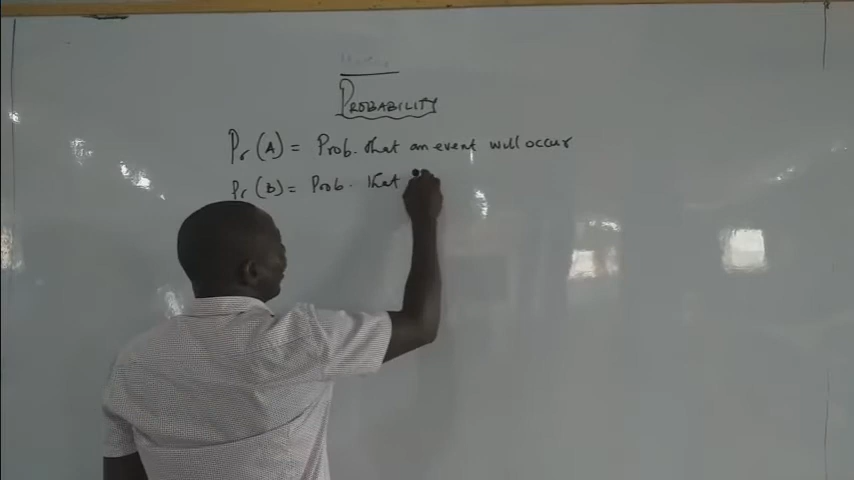 PROBABILITY
Pr (A) = Prob. that an event will occur
Pr (B) = Prob. that